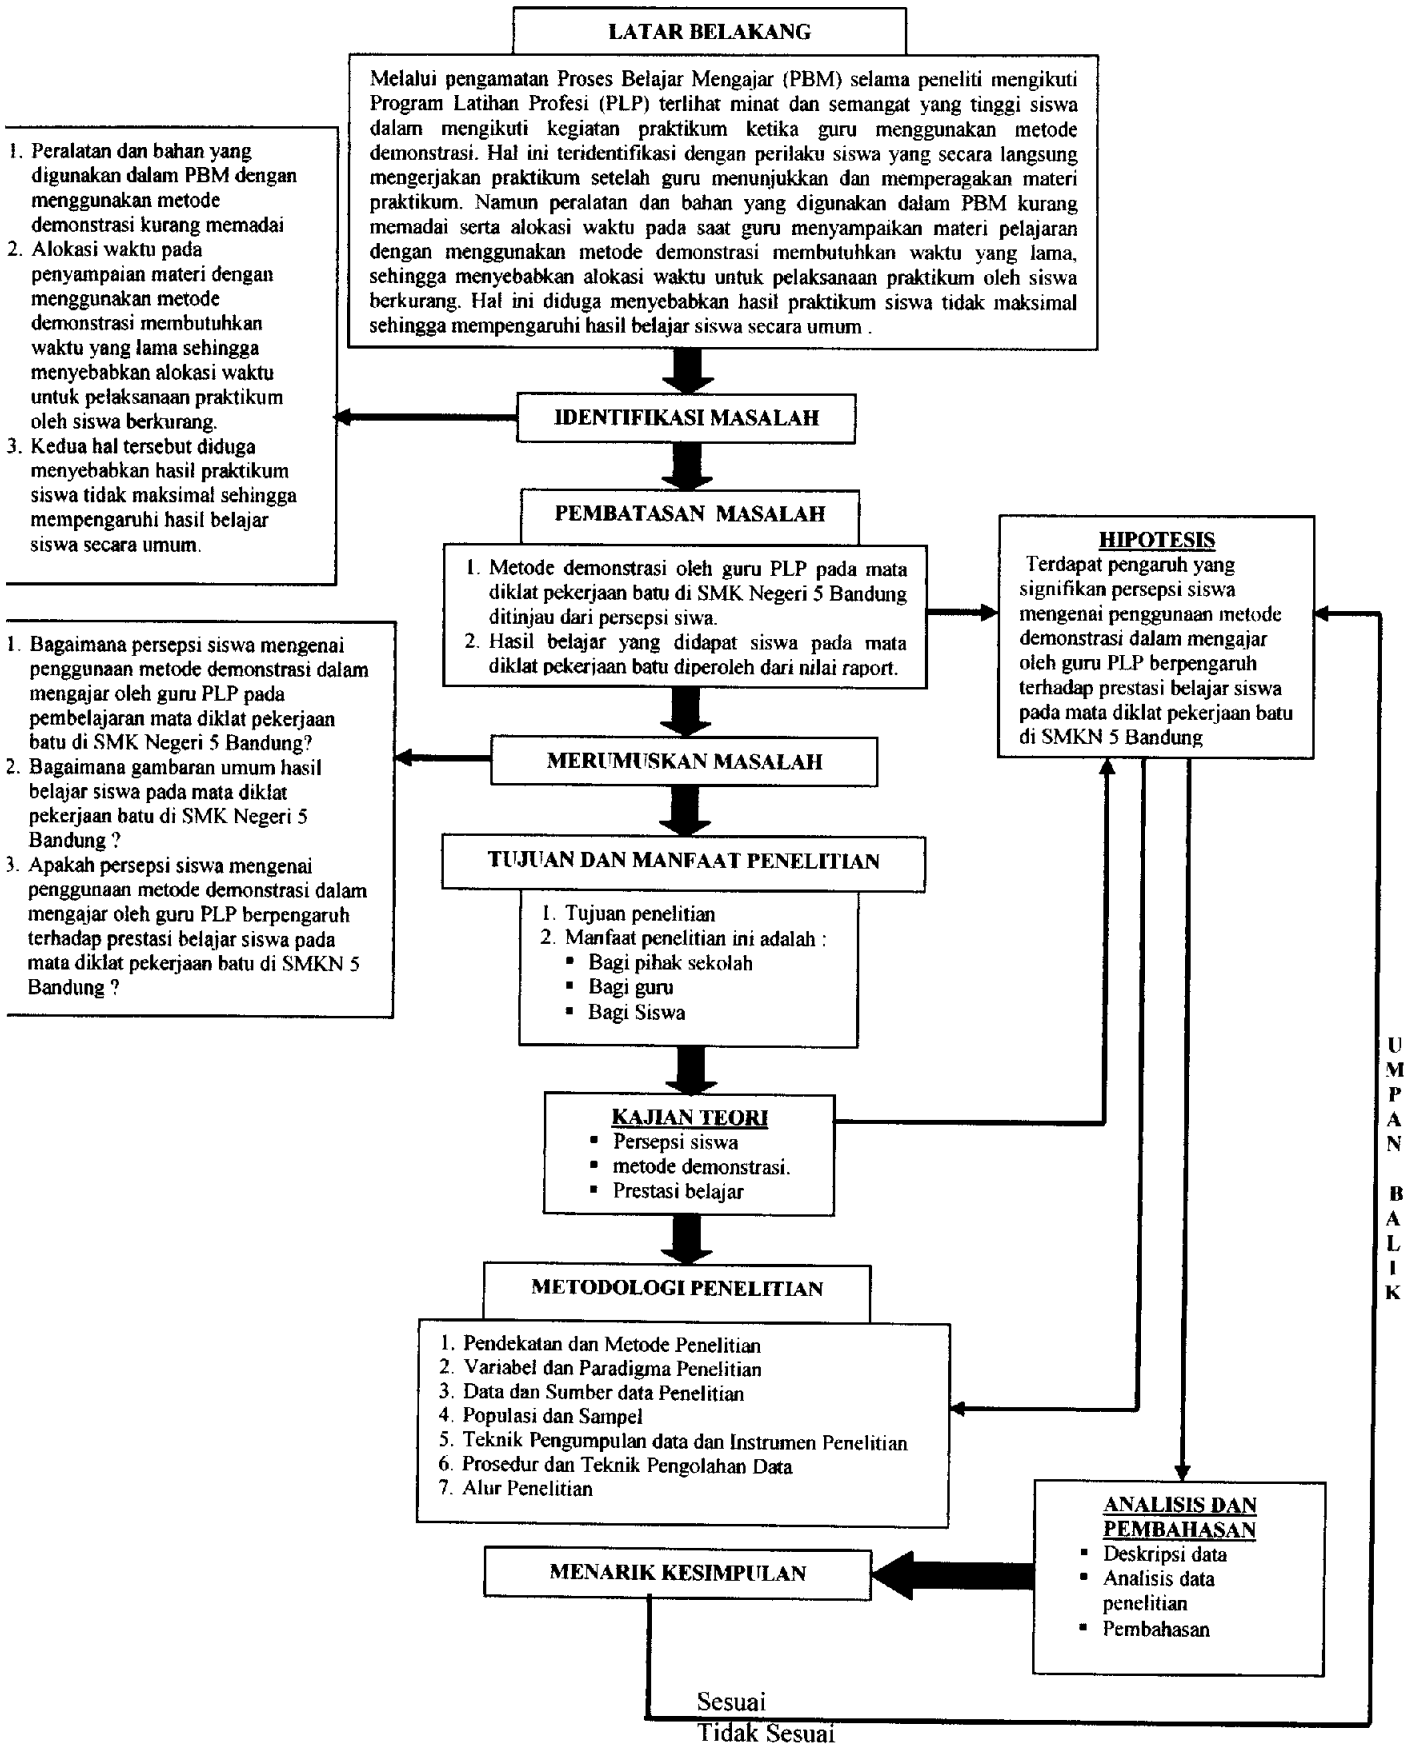 LATAR BELAKANG
Melalui pengamatan Proses Belajar Mengajar (PBM) selama peneliti mengikuti
Program Latihan Profesi (PLP) terlihat minat dan semangat yang tinggi siswa
dalam mengikuti kegiatan praktikum ketika guru menggunakan metode
demonstrasi. Hal ini teridentifikasi dengan perilaku siswa yang secara langsung
mengerjakan praktikum setelah guru menunjukkan dan memperagakan materi
praktikum. Namun peralatan dan bahan yang digunakan dalam PBM kurang
memadai serta alokasi waktu pada saat guru menyampaikan materi pelajaran
dengan menggunakan metode demonstrasi membutuhkan waktu yang lama,
sehingga menyebabkan alokasi waktu untuk pelaksanaan praktikum oleh siswa
berkurang. Hal ini diduga menyebabkan hasil praktikum siswa tidak maksimal
sehingga mempengaruhi hasil belajar siswa secara umum .
1. Peralatan dan bahan yang
digunakan dalam PBM dengan
menggunakan metode
demonstrasi kurang memadai
2. Alokasi waktu pada
penyampaian materi dengan
menggunakan metode
demonstrasi membutuhkan
waktu yang lama sehingga
menyebabkan alokasi waktu
untuk pelaksanaan praktikum
oleh siswa berkurang.
3. Kedua hal tersebut diduga
menyebabkan hasil praktikum
siswa tidak maksimal sehingga
mempengaruhi hasil belajar
siswa secara umum.
IDENTIFIKASI MASALAH
PEMBATASAN MASALAH
1. Metode demonstrasi oleh guru PLP pada mata
diklat pekerjaan batu di SMK Negeri 5 Bandung
ditinjau dari persepsi siwa.
2. Hasil belajar yang didapat siswa pada mata
diklat pekerjaan batu diperoleh dari nilai raport.
HIPOTESIS
Terdapat pengaruh yang
signifikan persepsi siswa
mengenai penggunaan metode
demonstrasi dalam mengajar
oleh guru PLP berpengaruh
terhadap prestasi belajar siswa
pada mata diklat pekerjaan batu
di SMKN 5 Bandung
1. Bagaimana persepsi siswa mengenai
penggunaan metode demonstrasi dalam
mengajar oleh guru PLP pada
pembelajaran mata diklat pekerjaan
batu di SMK Negeri 5 Bandung?
2. Bagaimana gambaran umum hasil
belajar siswa pada mata diklat
pekerjaan batu di SMK Negeri 5
Bandung ?
3. Apakah persepsi siswa mengenai
penggunaan metode demonstrasi dalam
mengajar oleh guru PLP berpengaruh
terhadap prestasi belajar siswa pada
mata diklat pekerjaan batu di SMKN 5
Bandung ?
MERUMUSKAN MASALAH
TUJUAN DAN MANFAAT PENELITIAN
1. Tujuan penelitian
2. Manfaat penelitian ini adalah :
▪ Bagi pihak sekolah
▪ Bagi guru
▪ Bagi Siswa
KAJIAN TEORI
▪ Persepsi siswa
▪ metode demonstrasi.
▪ Prestasi belajar
UMPAN BALIK
METODOLOGI PENELITIAN
1. Pendekatan dan Metode Penelitian
2. Variabel dan Paradigma Penelitian
3. Data dan Sumber data Penelitian
4. Populasi dan Sampel
5. Teknik Pengumpulan data dan Instrumen Penelitian
6. Prosedur dan Teknik Pengolahan Data
7. Alur Penelitian
ANALISIS DAN
PEMBAHASAN
▪ Deskripsi data
▪ Analisis data
penelitian
▪ Pembahasan
MENARIK KESIMPULAN
Sesuai
Tidak Sesuai